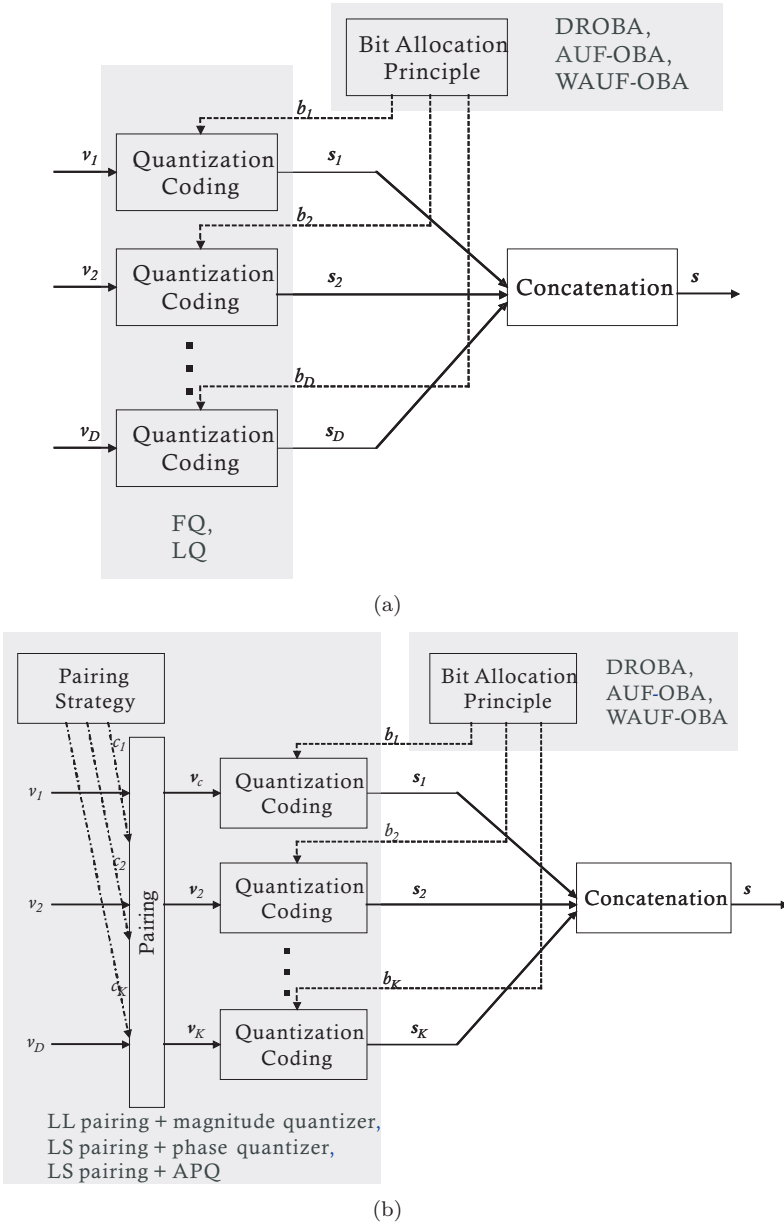 Bit Allocation
Principle
DROBA,
AUF-OBA,
WAUF-OBA
b1
v1
Quantization
Coding
s1
b2
v2
Quantization
Coding
s2
Concatenation
s
bD
vD
Quantization
Coding
sD
FQ,
LQ
(a)
Pairing
Strategy
Bit Allocation
Principle
DROBA,
AUF-OBA,
WAUF-OBA
c1
b1
v1
vc
Quantization
Coding
s1
c2
b2
v2
Pairing
v2
Quantization
Coding
s2
Concatenation
s
cK
bK
vD
vK
Quantization
Coding
sK
LL pairing + magnitude quantizer,
LS pairing + phase quantizer,
LS pairing + APQ
(b)